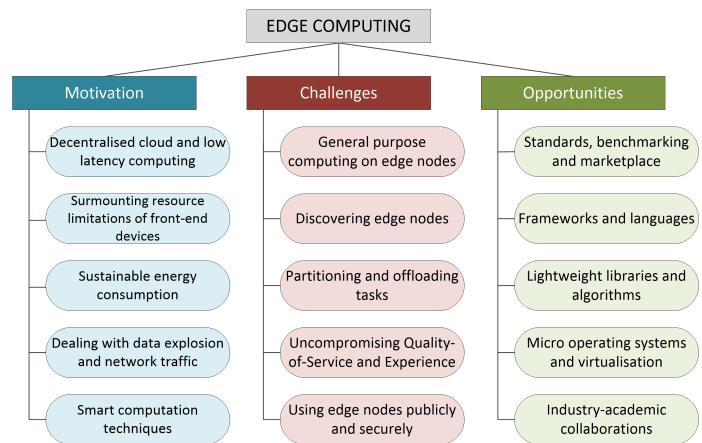 EDGE COMPUTING
Motivation
Decentralised cloud and low
latency computing
Surmounting resource
limitations of front-end
devices
Sustainable energy
consumption
Dealing with data explosion
and network traffic
Smart computation
techniques
Challenges
General purpose
computing on edge nodes
Discovering edge nodes
Partitioning and offloading
tasks
Uncompromising Quality-
of-Service and Experience
Using edge nodes publicly
and securely
Opportunities
Standards, benchmarking
and marketplace
Frameworks and languages
Lightweight libraries and
algorithms
Micro operating systems
and virtualisation
Industry-academic
collaborations